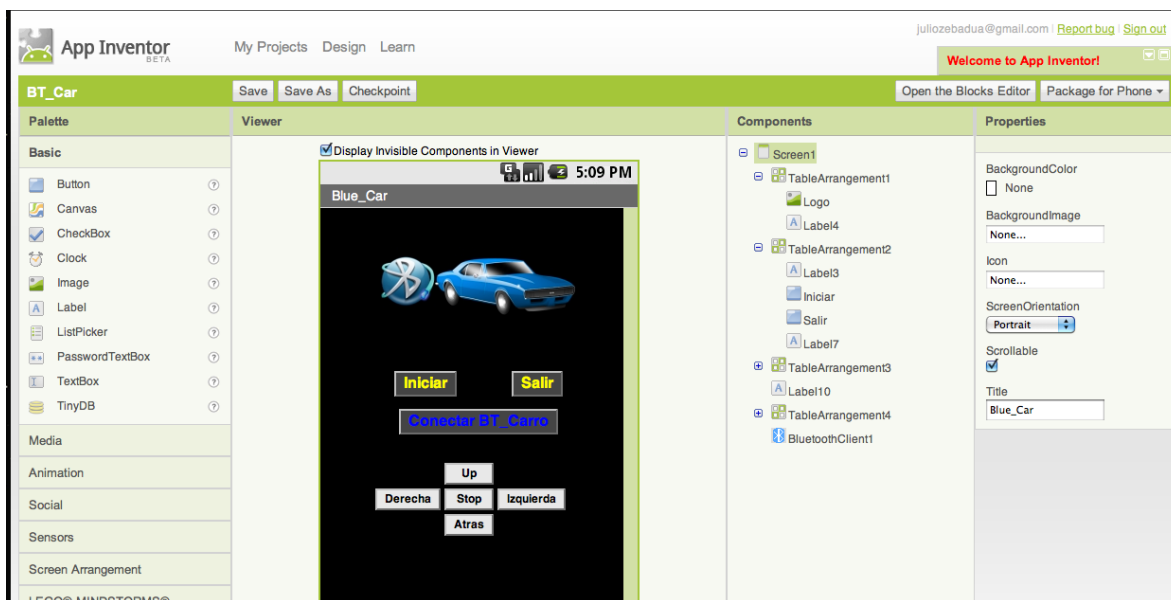 juliozebadua@gmail.com | Report bug | Sign out
App Inventor
BETA
My Projects Design Learn
Welcome to App Inventor!
BT_Car
Save Save As Checkpoint
Open the Blocks Editor Package for Phone
Palette
Viewer
Components
Properties
Basic
Button
Canvas
CheckBox
Clock
Image
Label
ListPicker
PasswordTextBox
TextBox
TinyDB
Media
Animation
Social
Sensors
Screen Arrangement
LEGO® MINDSTORMS®
Display Invisible Components in Viewer
5:09 PM
Blue_Car
Iniciar Salir
Conectar BT_Carro
Up
Derecha Stop Izquierda
Atras
Screen1
TableArrangement1
Logo
Label4
TableArrangement2
Label3
Iniciar
Salir
Label7
TableArrangement3
Label10
TableArrangement4
BluetoothClient1
BackgroundColor
None
BackgroundImage
None...
Icon
None...
ScreenOrientation
Portrait
Scrollable
Title
Blue_Car